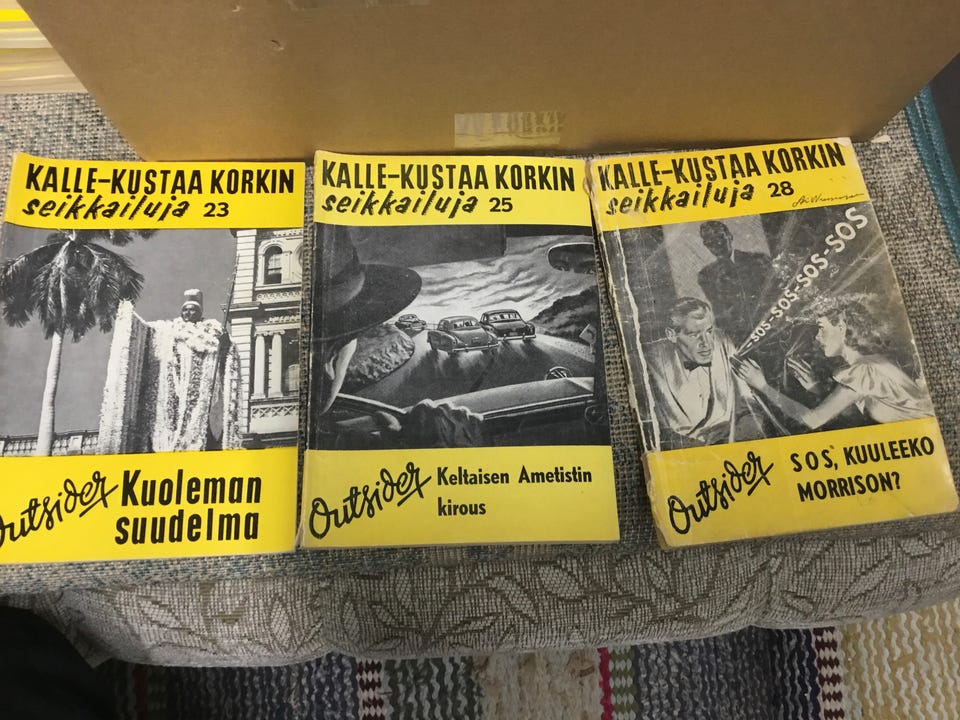 KALLE-KUSTAA KORKIN
seikkailuja 23
Outsider
Kuoleman
suudelma
KALLE-KUSTAA KORKIN
seikkailuja 25
Outsider
Keltaisen Ametistin
kirous
KALLE-KUSTAA KORKIN
seikkailuja 28
-SOS-SOS-SOS-SOS
Outsider
SOS, KUULEEKO
MORRISON?